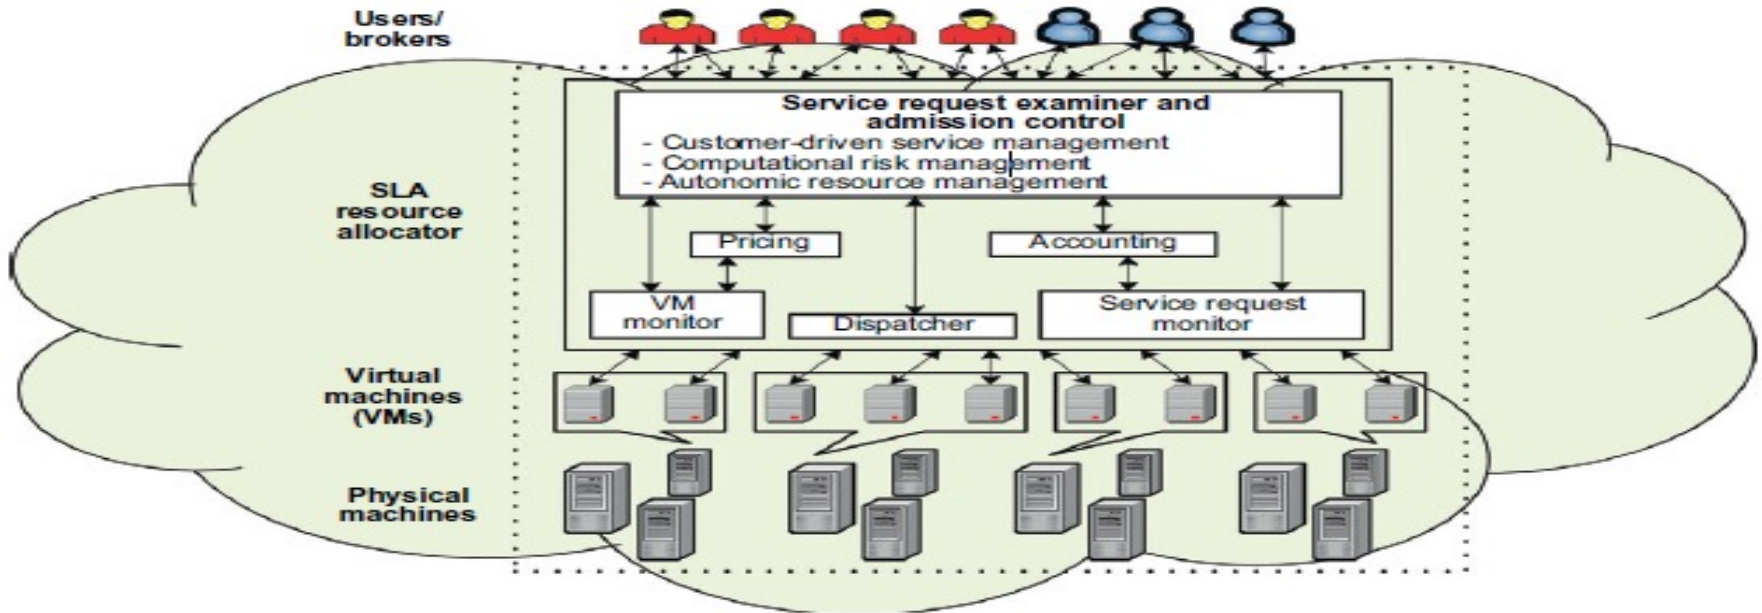 Users/
brokers
Service request examiner and
admission control
- Customer-driven service management
- Computational risk management
- Autonomic resource management
SLA
resource
allocator
Pricing
Accounting
VM
monitor
Dispatcher
Service request
monitor
Virtual
machines
(VMs)
Physical
machines